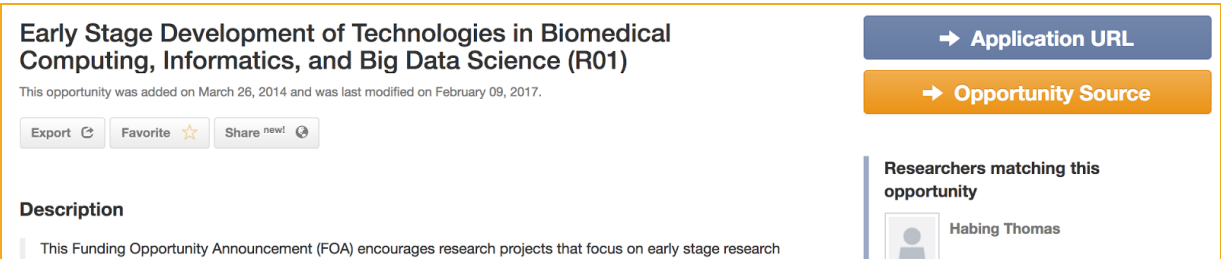 Early Stage Development of Technologies in Biomedical
Computing, Informatics, and Big Data Science (R01)
This opportunity was added on March 26, 2014 and was last modified on February 09, 2017.
Export
Favorite
Share new!
Description
This Funding Opportunity Announcement (FOA) encourages research projects that focus on early stage research
Application URL
Opportunity Source
Researchers matching this
opportunity
Habing Thomas